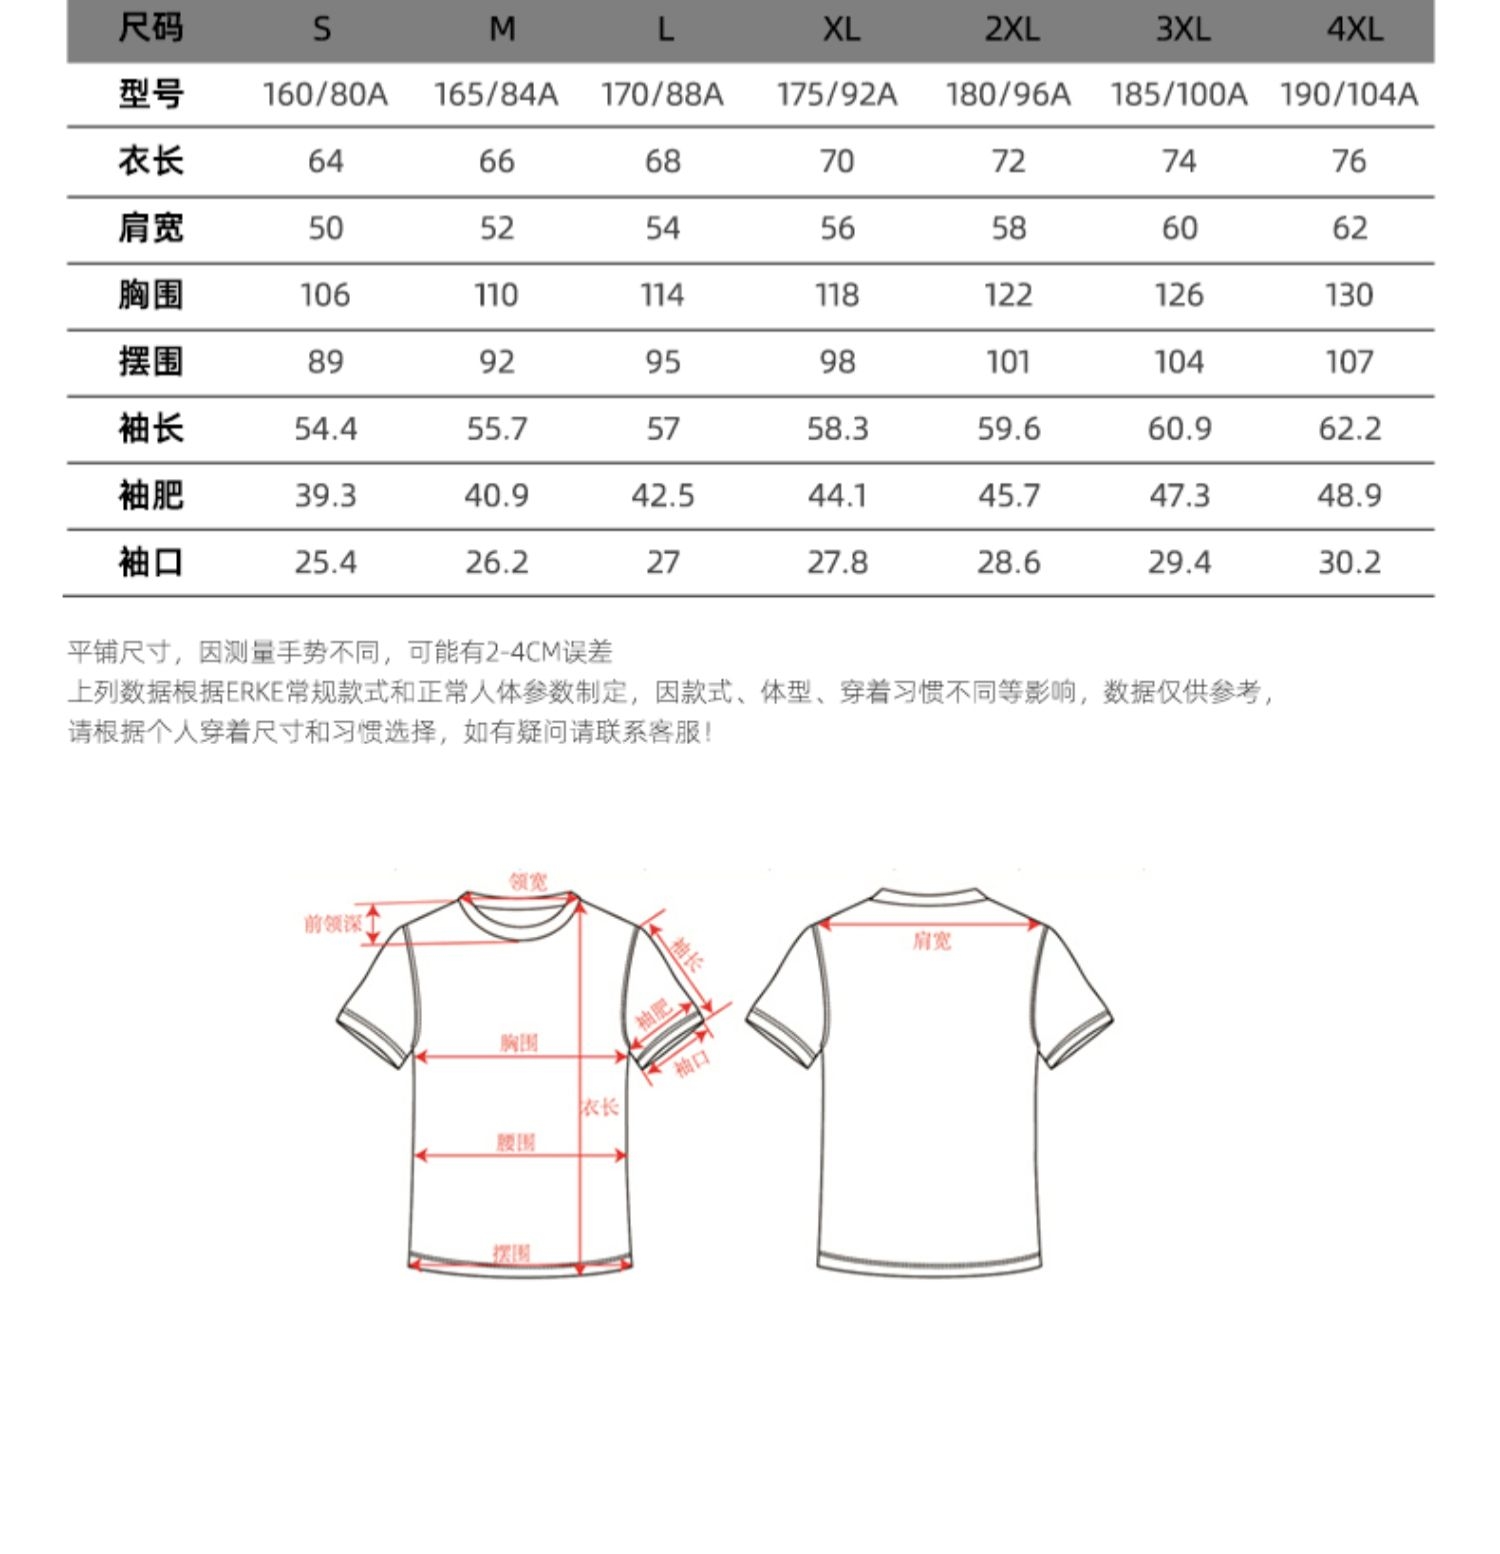 尺码 S M L XL 2XL 3XL 4XL
型号 160/80A 165/84A 170/88A 175/92A 180/96A 185/100A 190/104A
衣长 64 66 68 70 72 74 76
肩宽 50 52 54 56 58 60 62
胸围 106 110 114 118 122 126 130
摆围 89 92 95 98 101 104 107
袖长 54.4 55.7 57 58.3 59.6 60.9 62.2
袖肥 39.3 40.9 42.5 44.1 45.7 47.3 48.9
袖口 25.4 26.2 27 27.8 28.6 29.4 30.2
平铺尺寸，因测量手势不同，可能有2-4CM误差
上列数据根据ERKE常规款式和正常人体参数制定，因款式、体型、穿着习惯不同等影响，数据仅供参考，
请根据个人穿着尺寸和习惯选择，如有疑问请联系客服！
领宽
前领深
袖长
肩宽
袖肥
胸围
袖口
衣长
腰围
摆围